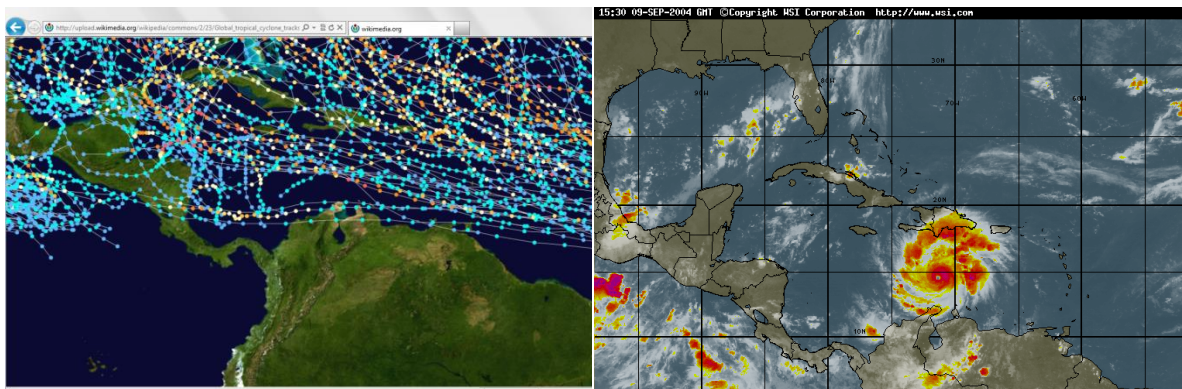 http://upload.wikimedia.org/wikipedia/commons/2/23/Global_tropical_cyclone_tracks
wikimedia.org
15:30 09-SEP-2004 GMT ©Copyright WSI Corporation http://www.wsi.com
30N
90W
80W
70W
60W
20N
10N